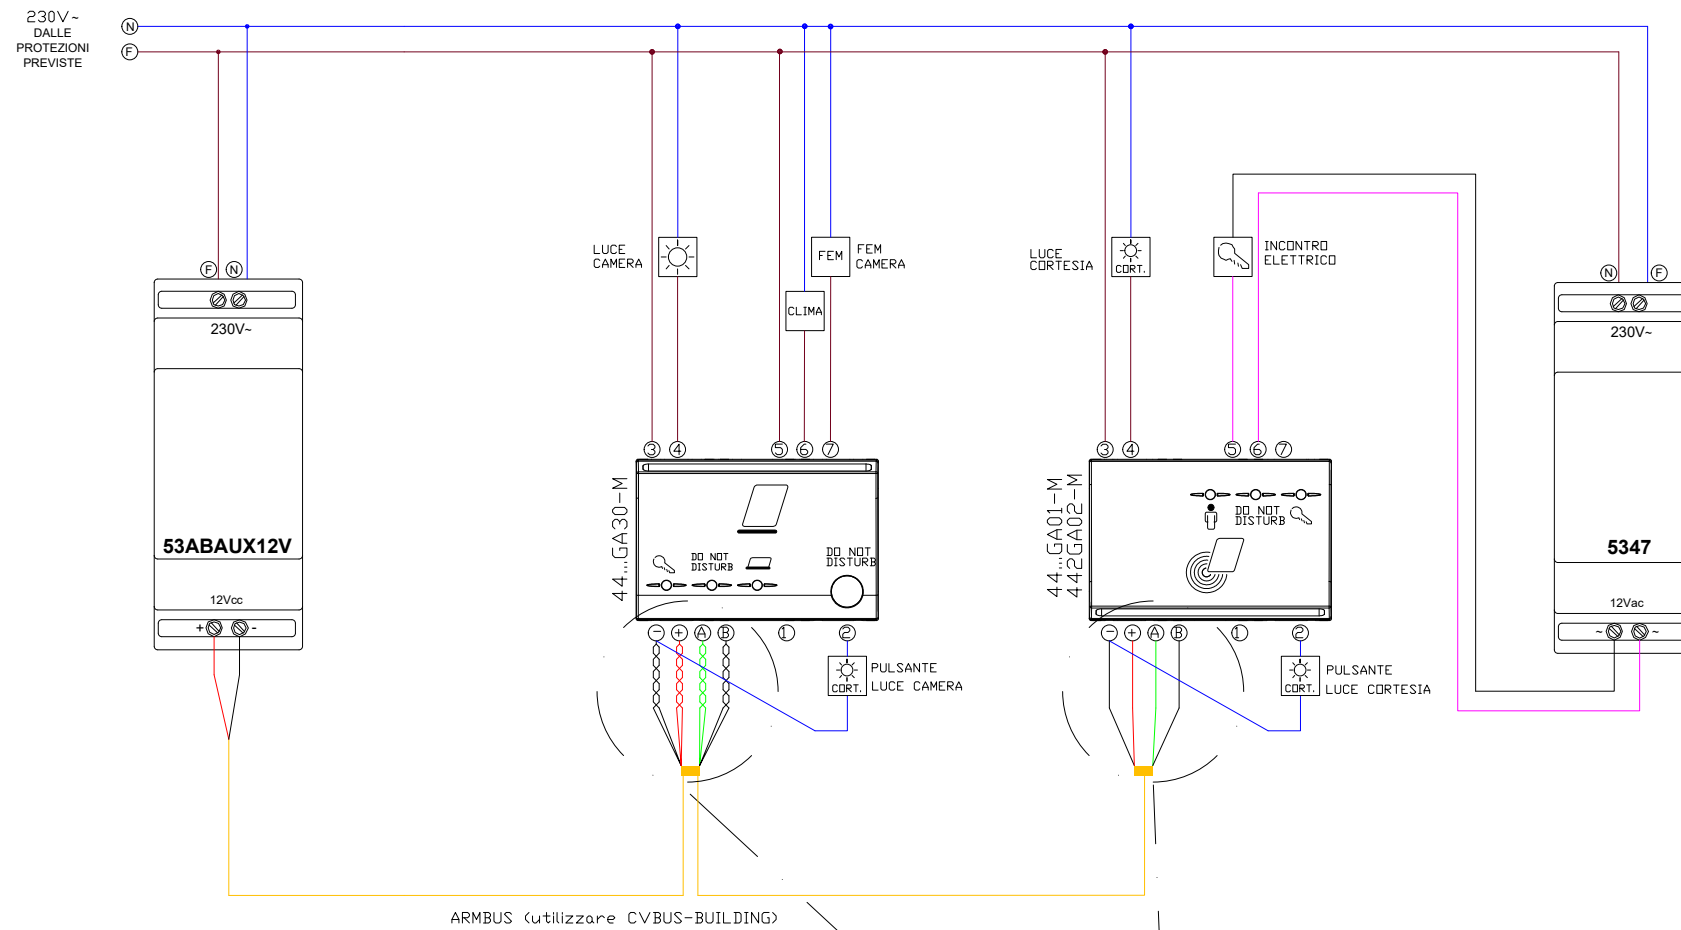 230V~
DALLE
PROTEZIONI
PREVISTE
N
F
F N
230V~
53ABAUX12V
12Vcc
+ -
LUCE
CAMERA
CLIMA
FEM
FEM
CAMERA
3 4 5 6 7
44...GA30-M
DO NOT
DISTURB
DO NOT
DISTURB
- + A B 1 2
CORT.
PULSANTE
LUCE CAMERA
LUCE
CORTESIA
CORT.
INCONTRO
ELETTRICO
3 4 5 6 7
44...GA01-M
442GA02-M
DO NOT
DISTURB
- + A B 1 2
CORT.
PULSANTE
LUCE CORTESIA
N F
230V~
5347
12Vac
~ ~
ARMBUS (utilizzare CVBUS-BUILDING)